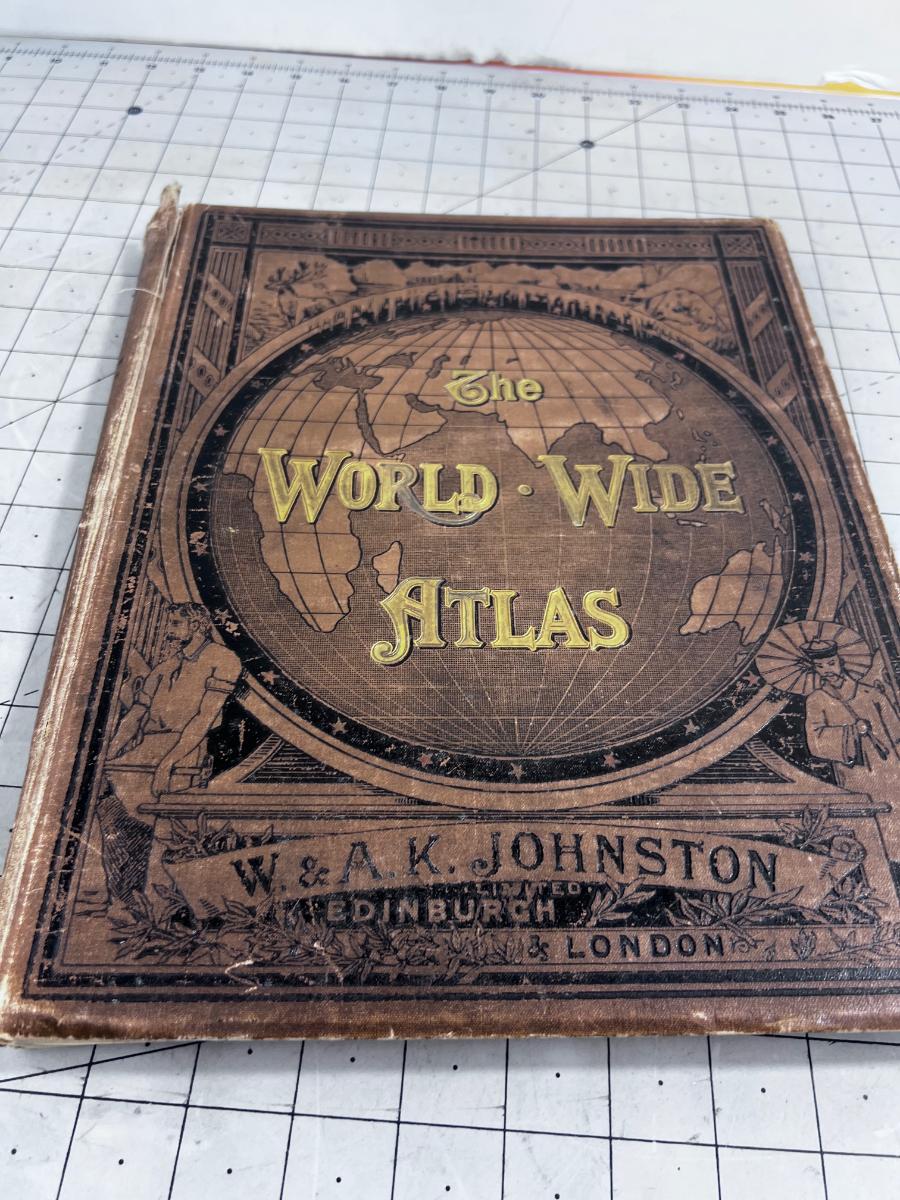 The
WORLD · WIDE
ATLAS
W. & A. K. JOHNSTON
LIMITED
EDINBURGH
& LONDON